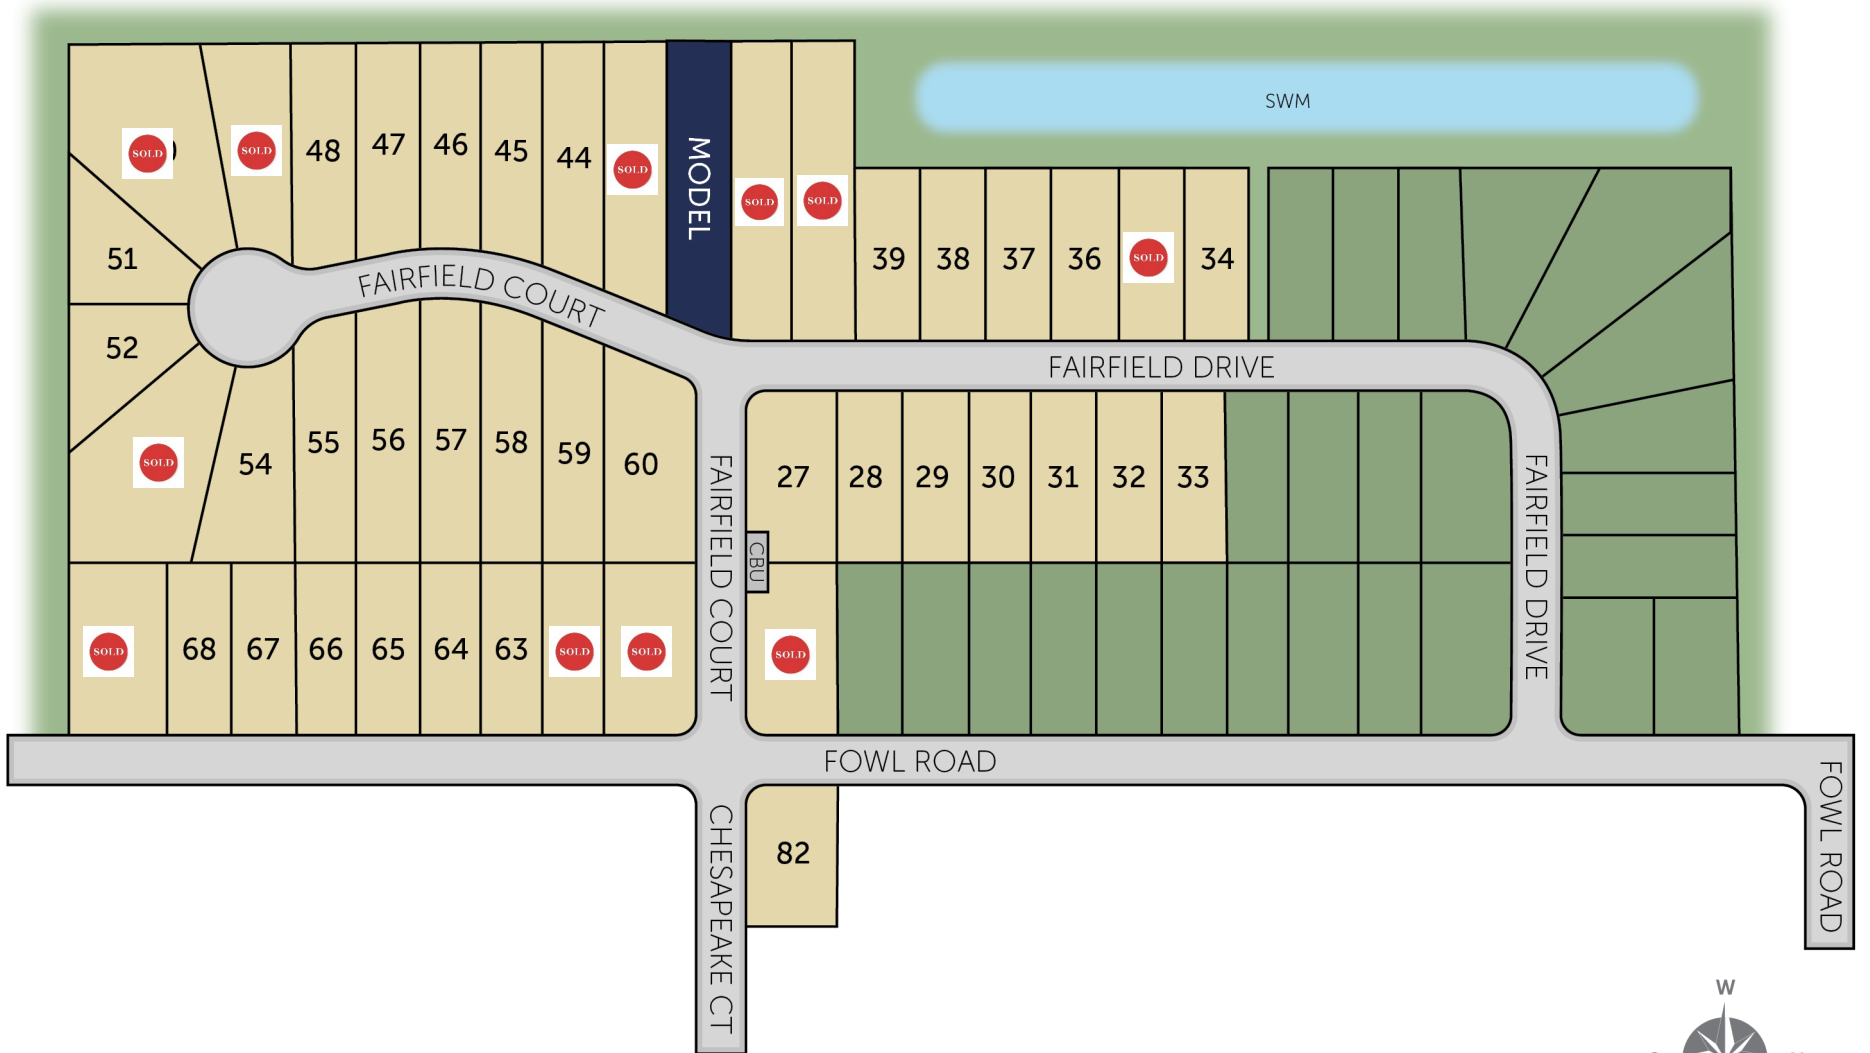 SWM
SOLD
SOLD
48
47
46
45
44
SOLD
MODEL
SOLD
SOLD
51
39
38
37
36
SOLD
34
FAIRFIELD COURT
52
FAIRFIELD DRIVE
SOLD
54
55
56
57
58
59
60
FAIRFIELD COURT
27
28
29
30
31
32
33
FAIRFIELD DRIVE
CBU
SOLD
68
67
66
65
64
63
SOLD
SOLD
SOLD
FOWL ROAD
FOWL ROAD
CHESAPEAKE CT
82
W